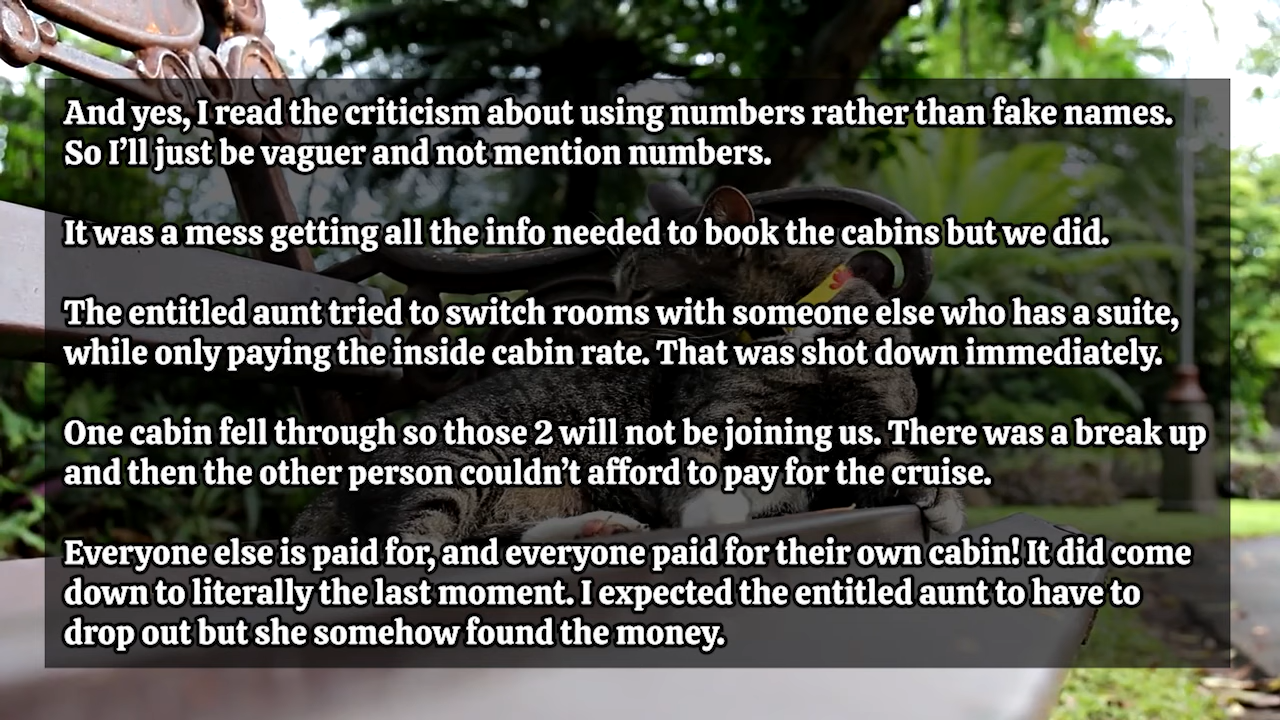 And yes, I read the criticism about using numbers rather than fake names.
So I’ll just be vaguer and not mention numbers.
It was a mess getting all the info needed to book the cabins but we did.
The entitled aunt tried to switch rooms with someone else who has a suite,
while only paying the inside cabin rate. That was shot down immediately.
One cabin fell through so those 2 will not be joining us. There was a break up
and then the other person couldn’t afford to pay for the cruise.
Everyone else is paid for, and everyone paid for their own cabin! It did come
down to literally the last moment. I expected the entitled aunt to have to
drop out but she somehow found the money.